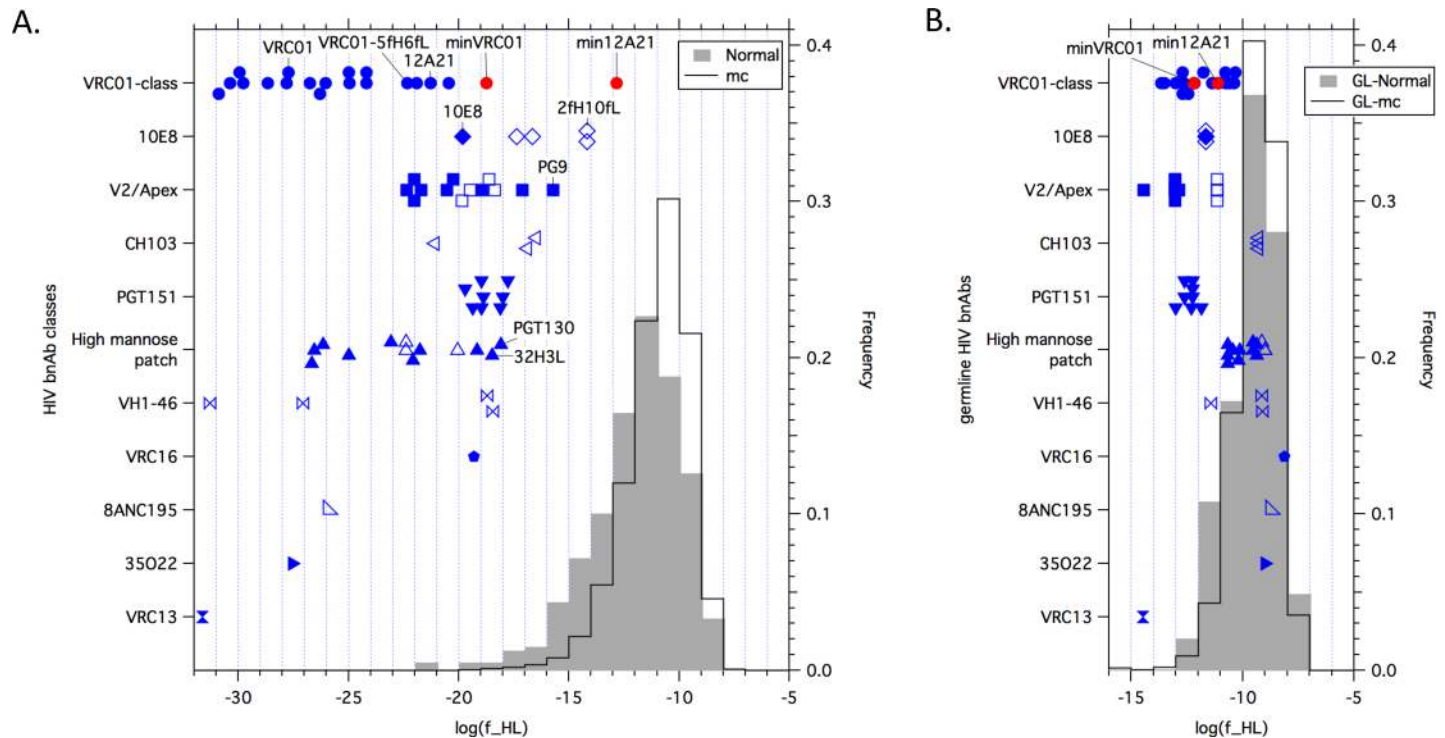 A.
VRC01
VRC01-5fH6fL
12A21
minVRC01
min12A21
Normal
mc
VRC01-class
10E8
V2/Apex
CH103
PGT151
High mannose
patch
VH1-46
VRC16
8ANC195
35O22
VRC13
10E8
2fH10fL
PG9
PGT130
32H3L
HIV bnAb classes
0.4
0.3
0.2
0.1
0.0
Frequency
-30
-25
-20
-15
-10
-5
log(f_HL)
B.
minVRC01
min12A21
GL-Normal
GL-mc
VRC01-class
10E8
V2/Apex
CH103
PGT151
High mannose
patch
VH1-46
VRC16
8ANC195
35O22
VRC13
germline HIV bnAbs
0.4
0.3
0.2
0.1
0.0
Frequency
-15
-10
-5
log(f_HL)